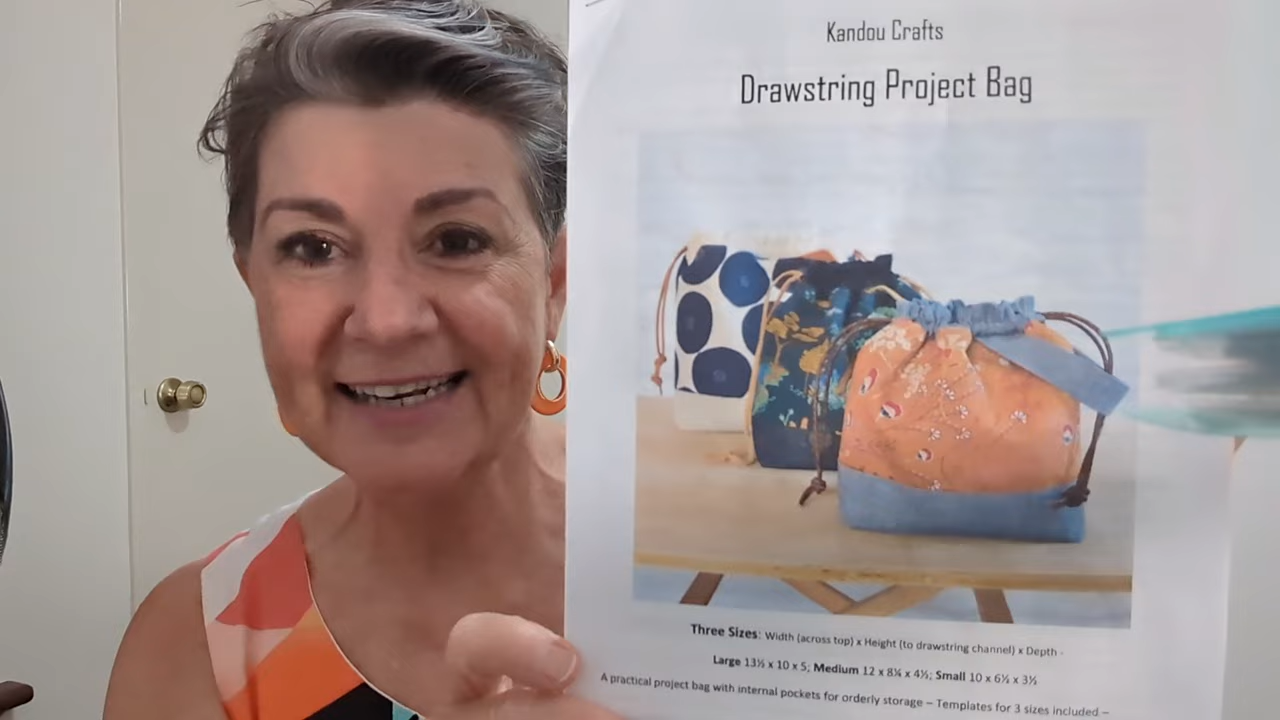 Kandou Crafts
Drawstring Project Bag
Three Sizes: Width (across top) x Height (to drawstring channel) x Depth -
Large 13½ x 10 x 5; Medium 12 x 8¼ x 4½; Small 10 x 6½ x 3½
A practical project bag with internal pockets for orderly storage – Templates for 3 sizes included –